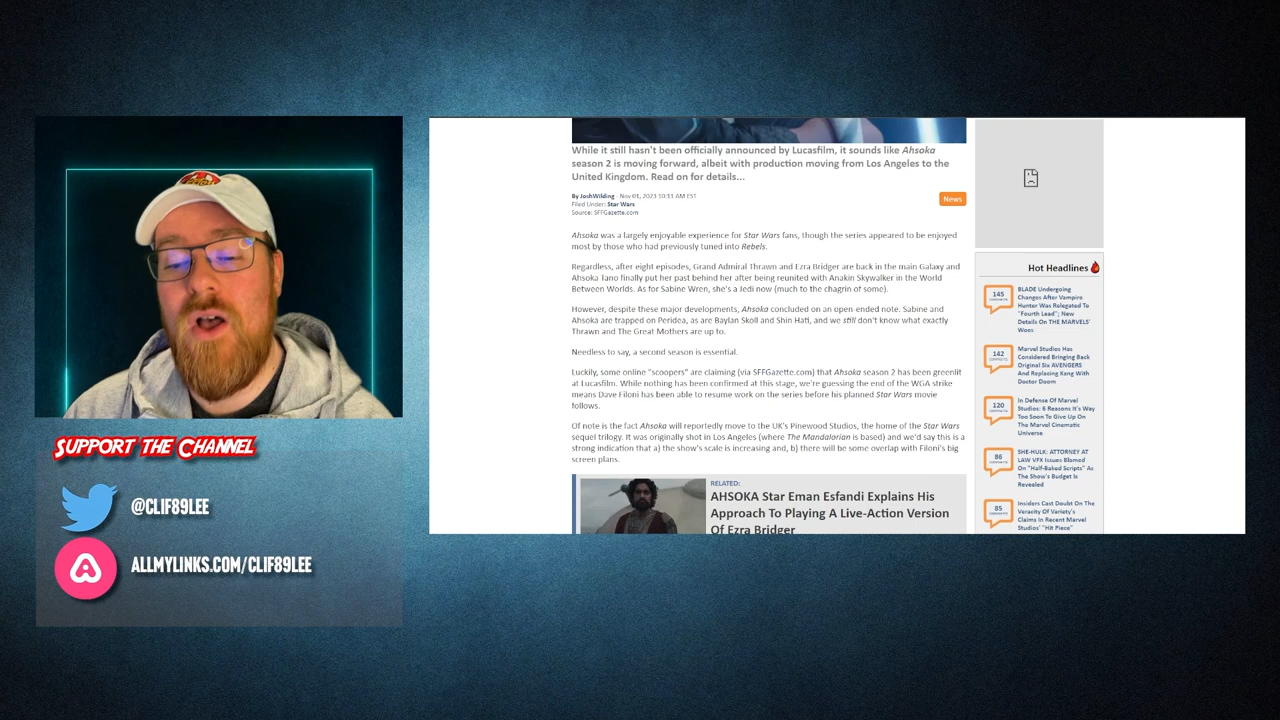 While it still hasn't been officially announced by Lucasfilm, it sounds like Ahsoka
season 2 is moving forward, albeit with production moving from Los Angeles to the
United Kingdom. Read on for details...
By JoshWilding - Nov 01, 2023 10:11 AM EST
Filed Under: Star Wars
Source: SFFGazette.com
News
Ahsoka was a largely enjoyable experience for Star Wars fans, though the series appeared to be enjoyed
most by those who had previously tuned into Rebels.
Regardless, after eight episodes, Grand Admiral Thrawn and Ezra Bridger are back in the main Galaxy and
Ahsoka Tano finally put her past behind her after being reunited with Anakin Skywalker in the World
Between Worlds. As for Sabine Wren, she's a Jedi now (much to the chagrin of some).
However, despite these major developments, Ahsoka concluded on an open-ended note. Sabine and
Ahsoka are trapped on Peridea, as are Baylan Skoll and Shin Hati, and we still don't know what exactly
Thrawn and The Great Mothers are up to.
Needless to say, a second season is essential.
Luckily, some online "scoopers" are claiming (via SFFGazette.com) that Ahsoka season 2 has been greenlit
at Lucasfilm. While nothing has been confirmed at this stage, we're guessing the end of the WGA strike
means Dave Filoni has been able to resume work on the series before his planned Star Wars movie
follows.
Of note is the fact Ahsoka will reportedly move to the UK's Pinewood Studios, the home of the Star Wars
sequel trilogy. It was originally shot in Los Angeles (where The Mandalorian is based) and we'd say this is a
strong indication that a) the show's scale is increasing and, b) there will be some overlap with Filoni's big
screen plans.
RELATED:
AHSOKA Star Eman Esfandi Explains His
Approach To Playing A Live-Action Version
Of Ezra Bridger
Hot Headlines
145
BLADE Undergoing
Changes After Vampire
Hunter Was Relegated To
"Fourth Lead"; New
Details On THE MARVELS'
Woes
142
Marvel Studios Has
Considered Bringing Back
Original Six AVENGERS
And Replacing Kang With
Doctor Doom
120
In Defense Of Marvel
Studios: 6 Reasons It's Way
Too Soon To Give Up On
The Marvel Cinematic
Universe
86
SHE-HULK: ATTORNEY AT
LAW VFX Issues Blamed
On "Half-Baked Scripts" As
The Show's Budget Is
Revealed
85
Insiders Cast Doubt On The
Veracity Of Variety's
Claims In Recent Marvel
Studios' "Hit Piece"
SUPPORT THE CHANNEL
@CLIF89LEE
ALLMYLINKS.COM/CLIF89LEE